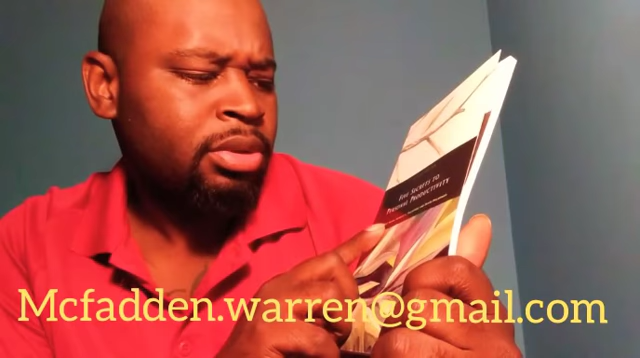 Five Secrets to
Personal Productivity
Mcfadden.warren@gmail.com